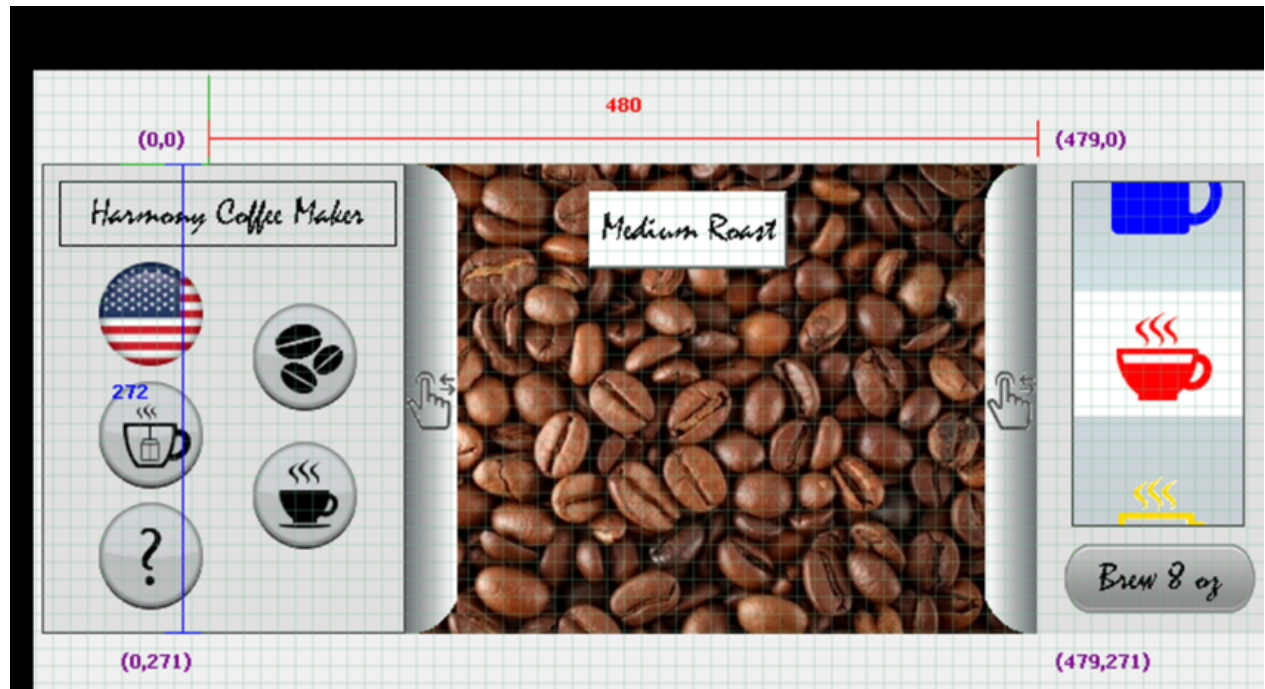 480
(0,0)
(479,0)
Harmony Coffee Maker
Medium Roast
272
?
Brew 8 oz
(0,271)
(479,271)